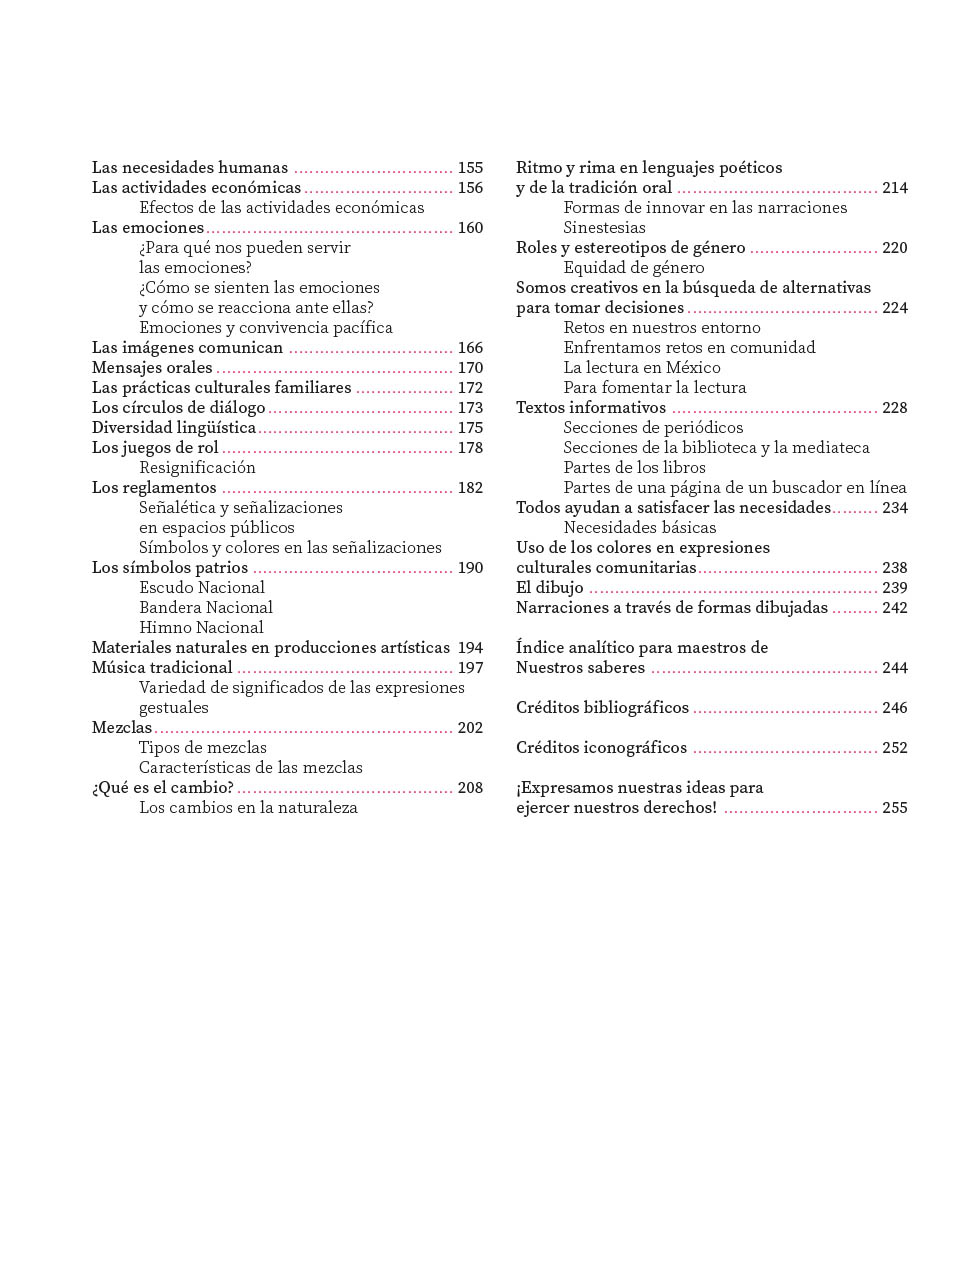 Las necesidades humanas ............................... 155
Las actividades económicas ............................. 156
Efectos de las actividades económicas
Las emociones ................................................ 160
¿Para qué nos pueden servir
las emociones?
¿Cómo se sienten las emociones
y cómo se reacciona ante ellas?
Emociones y convivencia pacífica
Las imágenes comunican ................................ 166
Mensajes orales .............................................. 170
Las prácticas culturales familiares ................... 172
Los círculos de diálogo .................................... 173
Diversidad lingüística ...................................... 175
Los juegos de rol ............................................. 178
Resignificación
Los reglamentos ............................................. 182
Señalética y señalizaciones
en espacios públicos
Símbolos y colores en las señalizaciones
Los símbolos patrios ....................................... 190
Escudo Nacional
Bandera Nacional
Himno Nacional
Materiales naturales en producciones artísticas 194
Música tradicional .......................................... 197
Variedad de significados de las expresiones
gestuales
Mezclas .......................................................... 202
Tipos de mezclas
Características de las mezclas
¿Qué es el cambio? .......................................... 208
Los cambios en la naturaleza
Ritmo y rima en lenguajes poéticos
y de la tradición oral ....................................... 214
Formas de innovar en las narraciones
Sinestesias
Roles y estereotipos de género ......................... 220
Equidad de género
Somos creativos en la búsqueda de alternativas
para tomar decisiones ..................................... 224
Retos en nuestros entorno
Enfrentamos retos en comunidad
La lectura en México
Para fomentar la lectura
Textos informativos ........................................ 228
Secciones de periódicos
Secciones de la biblioteca y la mediateca
Partes de los libros
Partes de una página de un buscador en línea
Todos ayudan a satisfacer las necesidades ......... 234
Necesidades básicas
Uso de los colores en expresiones
culturales comunitarias ................................... 238
El dibujo ........................................................ 239
Narraciones a través de formas dibujadas ......... 242
Índice analítico para maestros de
Nuestros saberes ............................................ 244
Créditos bibliográficos .................................... 246
Créditos iconográficos .................................... 252
¡Expresamos nuestras ideas para
ejercer nuestros derechos! .............................. 255